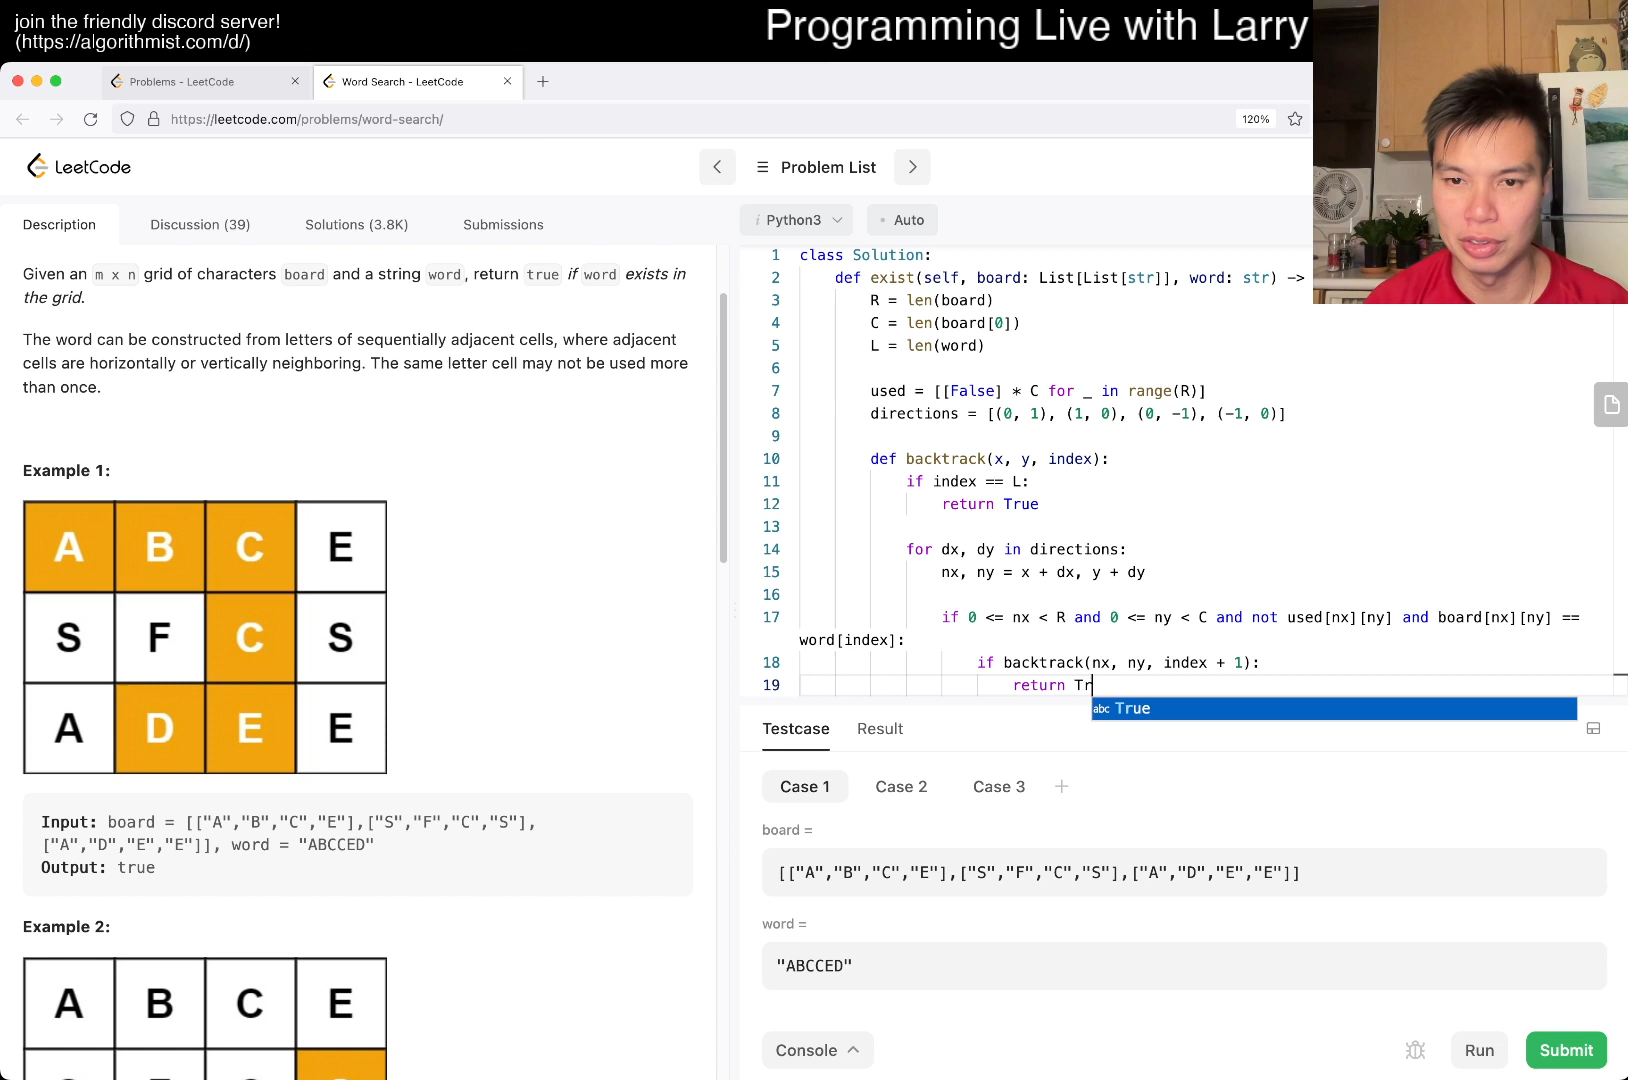 join the friendly discord server!
(https://algorithmist.com/d/)
Programming Live with Larry
Problems - LeetCode
Word Search - LeetCode
https://leetcode.com/problems/word-search/
120%
LeetCode
Problem List
Description
Discussion (39)
Solutions (3.8K)
Submissions
i Python3
Auto
Given an m x n grid of characters board and a string word, return true if word exists in
the grid.
The word can be constructed from letters of sequentially adjacent cells, where adjacent
cells are horizontally or vertically neighboring. The same letter cell may not be used more
than once.
Example 1:
A B C E
S F C S
A D E E
Input: board = [["A","B","C","E"],["S","F","C","S"],
["A","D","E","E"]], word = "ABCCED"
Output: true
Example 2:
A B C E
1 class Solution:
2 def exist(self, board: List[List[str]], word: str) ->
3 R = len(board)
4 C = len(board[0])
5 L = len(word)
6
7 used = [[False] * C for _ in range(R)]
8 directions = [(0, 1), (1, 0), (0, -1), (-1, 0)]
9
10 def backtrack(x, y, index):
11 if index == L:
12 return True
13
14 for dx, dy in directions:
15 nx, ny = x + dx, y + dy
16
17 if 0 <= nx < R and 0 <= ny < C and not used[nx][ny] and board[nx][ny] ==
word[index]:
18 if backtrack(nx, ny, index + 1):
19 return Tr
abc True
Testcase
Result
Case 1
Case 2
Case 3
board =
[["A","B","C","E"],["S","F","C","S"],["A","D","E","E"]]
word =
"ABCCED"
Console
Run
Submit